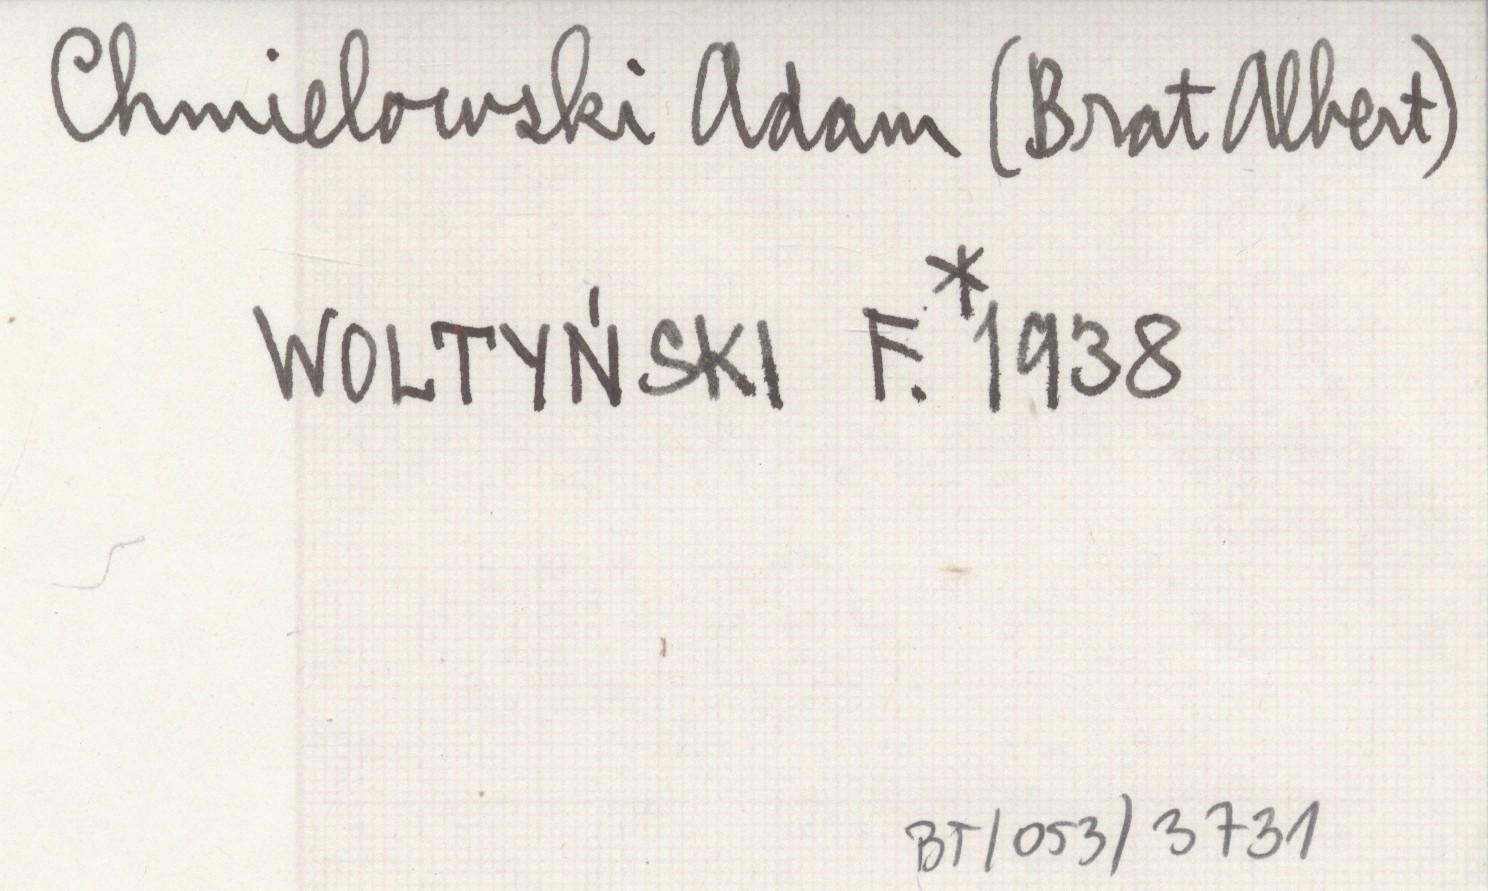 Chmielowski Adam (Brat Albert)
WOLTYŃSKI F. *1938
BT/053/3731